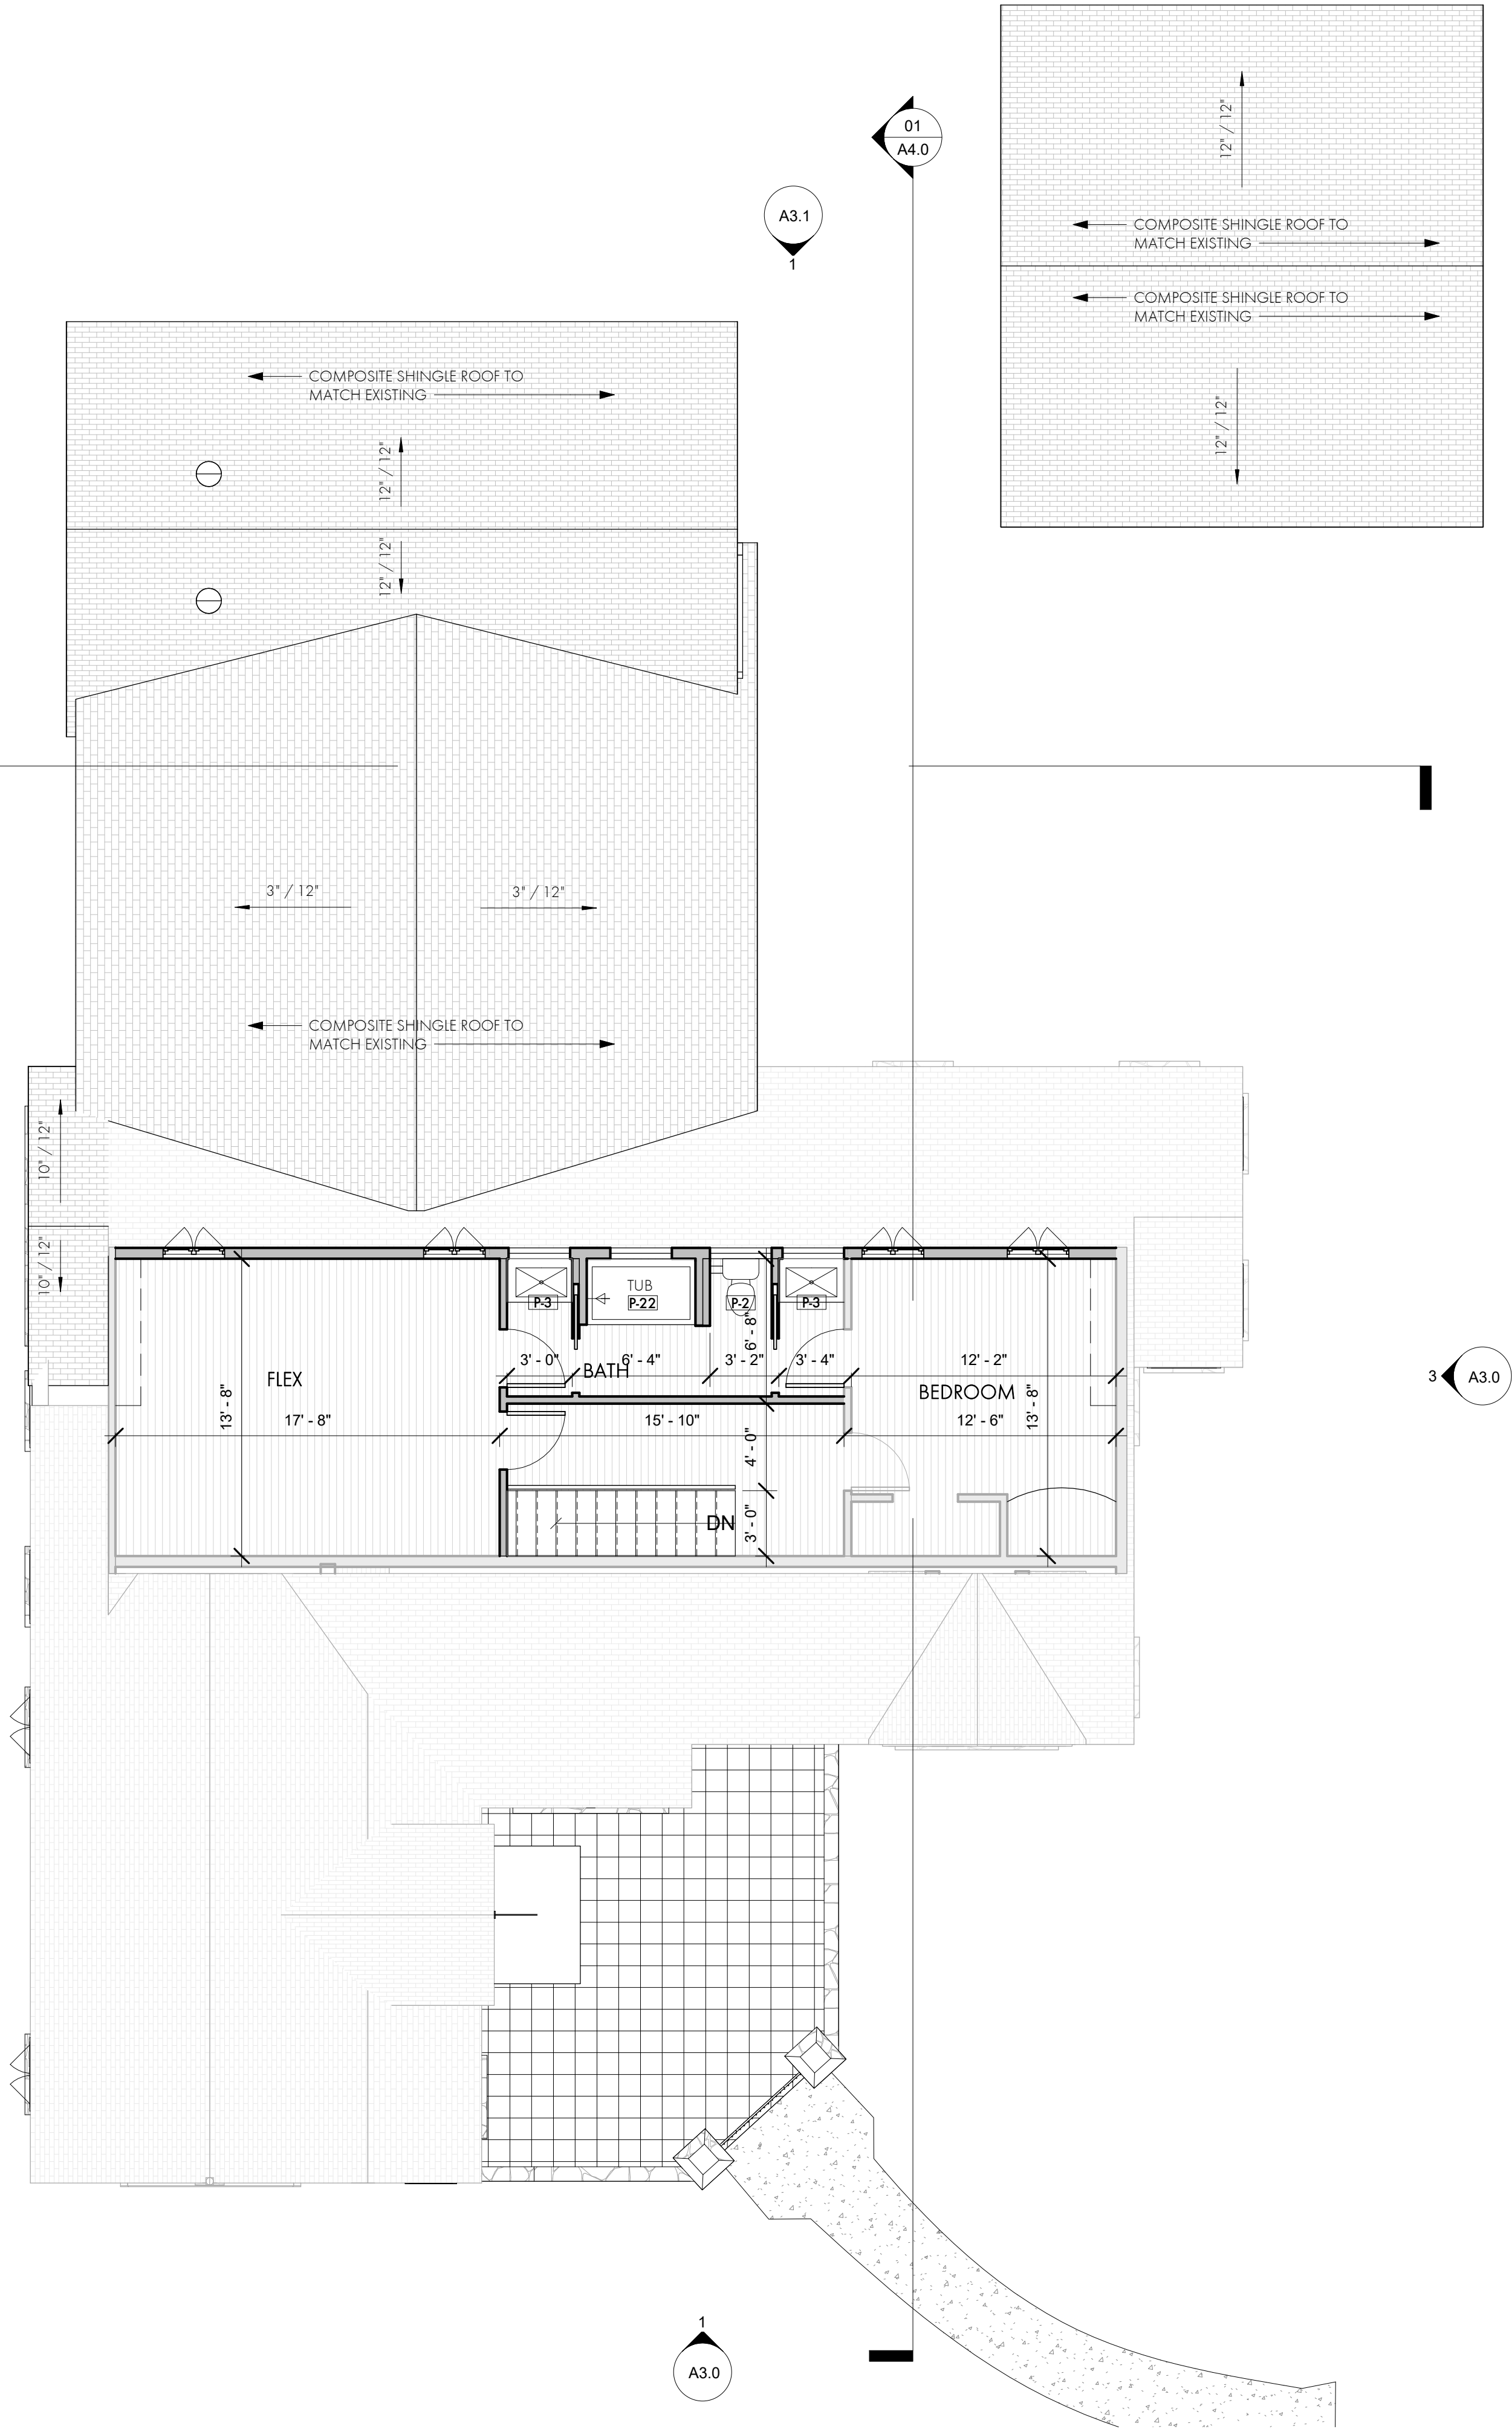 01
A4.0
A3.1
1
12" / 12"
COMPOSITE SHINGLE ROOF TO
MATCH EXISTING
COMPOSITE SHINGLE ROOF TO
MATCH EXISTING
12" / 12"
COMPOSITE SHINGLE ROOF TO
MATCH EXISTING
12" / 12"
12" / 12"
3" / 12"
3" / 12"
COMPOSITE SHINGLE ROOF TO
MATCH EXISTING
10" / 12"
10" / 12"
TUB
P-3
P-22
P-2
P-3
6' - 8"
3' - 0"
6' - 4"
3' - 2"
3' - 4"
12' - 2"
BATH
FLEX
BEDROOM
13' - 8"
13' - 8"
17' - 8"
15' - 10"
12' - 6"
4' - 0"
DN
3' - 0"
3
A3.0
1
A3.0